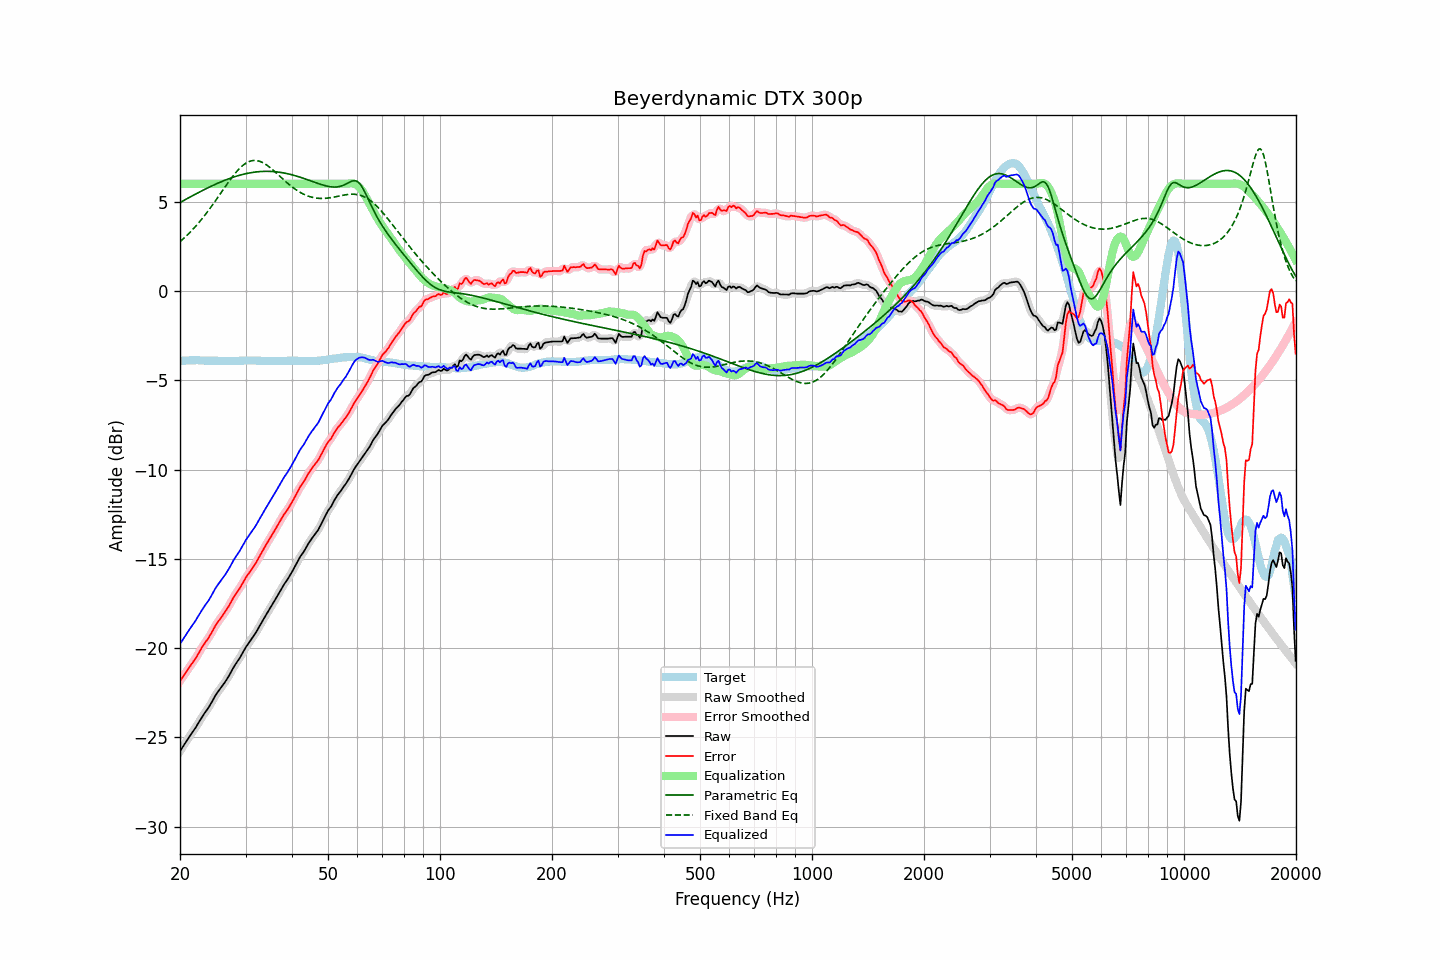 Beyerdynamic DTX 300p
Amplitude (dBr)
5
0
−5
−10
−15
−20
−25
−30
Target
Raw Smoothed
Error Smoothed
Raw
Error
Equalization
Parametric Eq
Fixed Band Eq
Equalized
20 50 100 200 500 1000 2000 5000 10000 20000
Frequency (Hz)